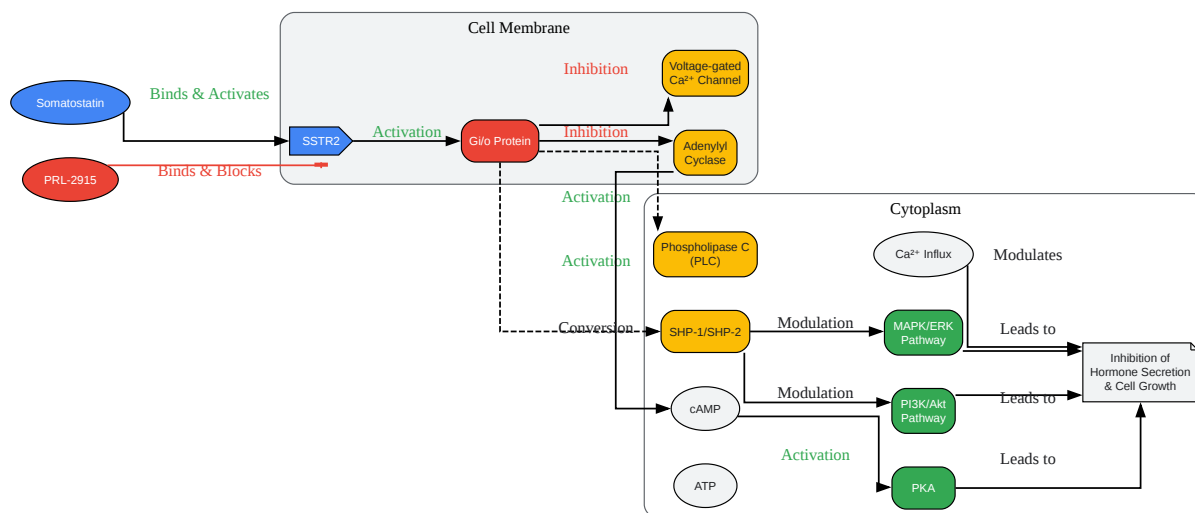 Cell Membrane
Inhibition
Voltage-gated
Ca²⁺ Channel
Somatostatin
Binds & Activates
SSTR2
Activation
Gi/o Protein
Inhibition
Adenylyl
Cyclase
PRL-2915
Binds & Blocks
Activation
Cytoplasm
Activation
Phospholipase C
(PLC)
Ca²⁺ Influx
Modulates
Conversion
SHP-1/SHP-2
Modulation
MAPK/ERK
Pathway
Leads to
Inhibition of
Hormone Secretion
& Cell Growth
cAMP
Modulation
PI3K/Akt
Pathway
Leads to
Activation
ATP
PKA
Leads to